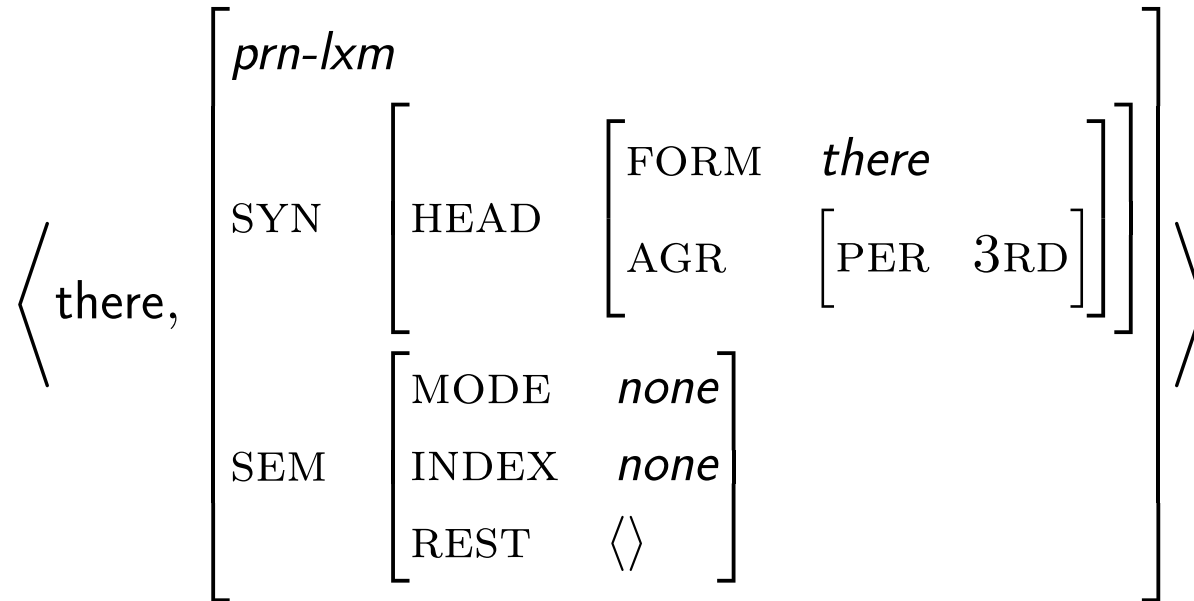 prn-lxm
FORM there
SYN HEAD
AGR [PER 3RD]
⟨there,
MODE none
SEM INDEX none
REST ⟨⟩